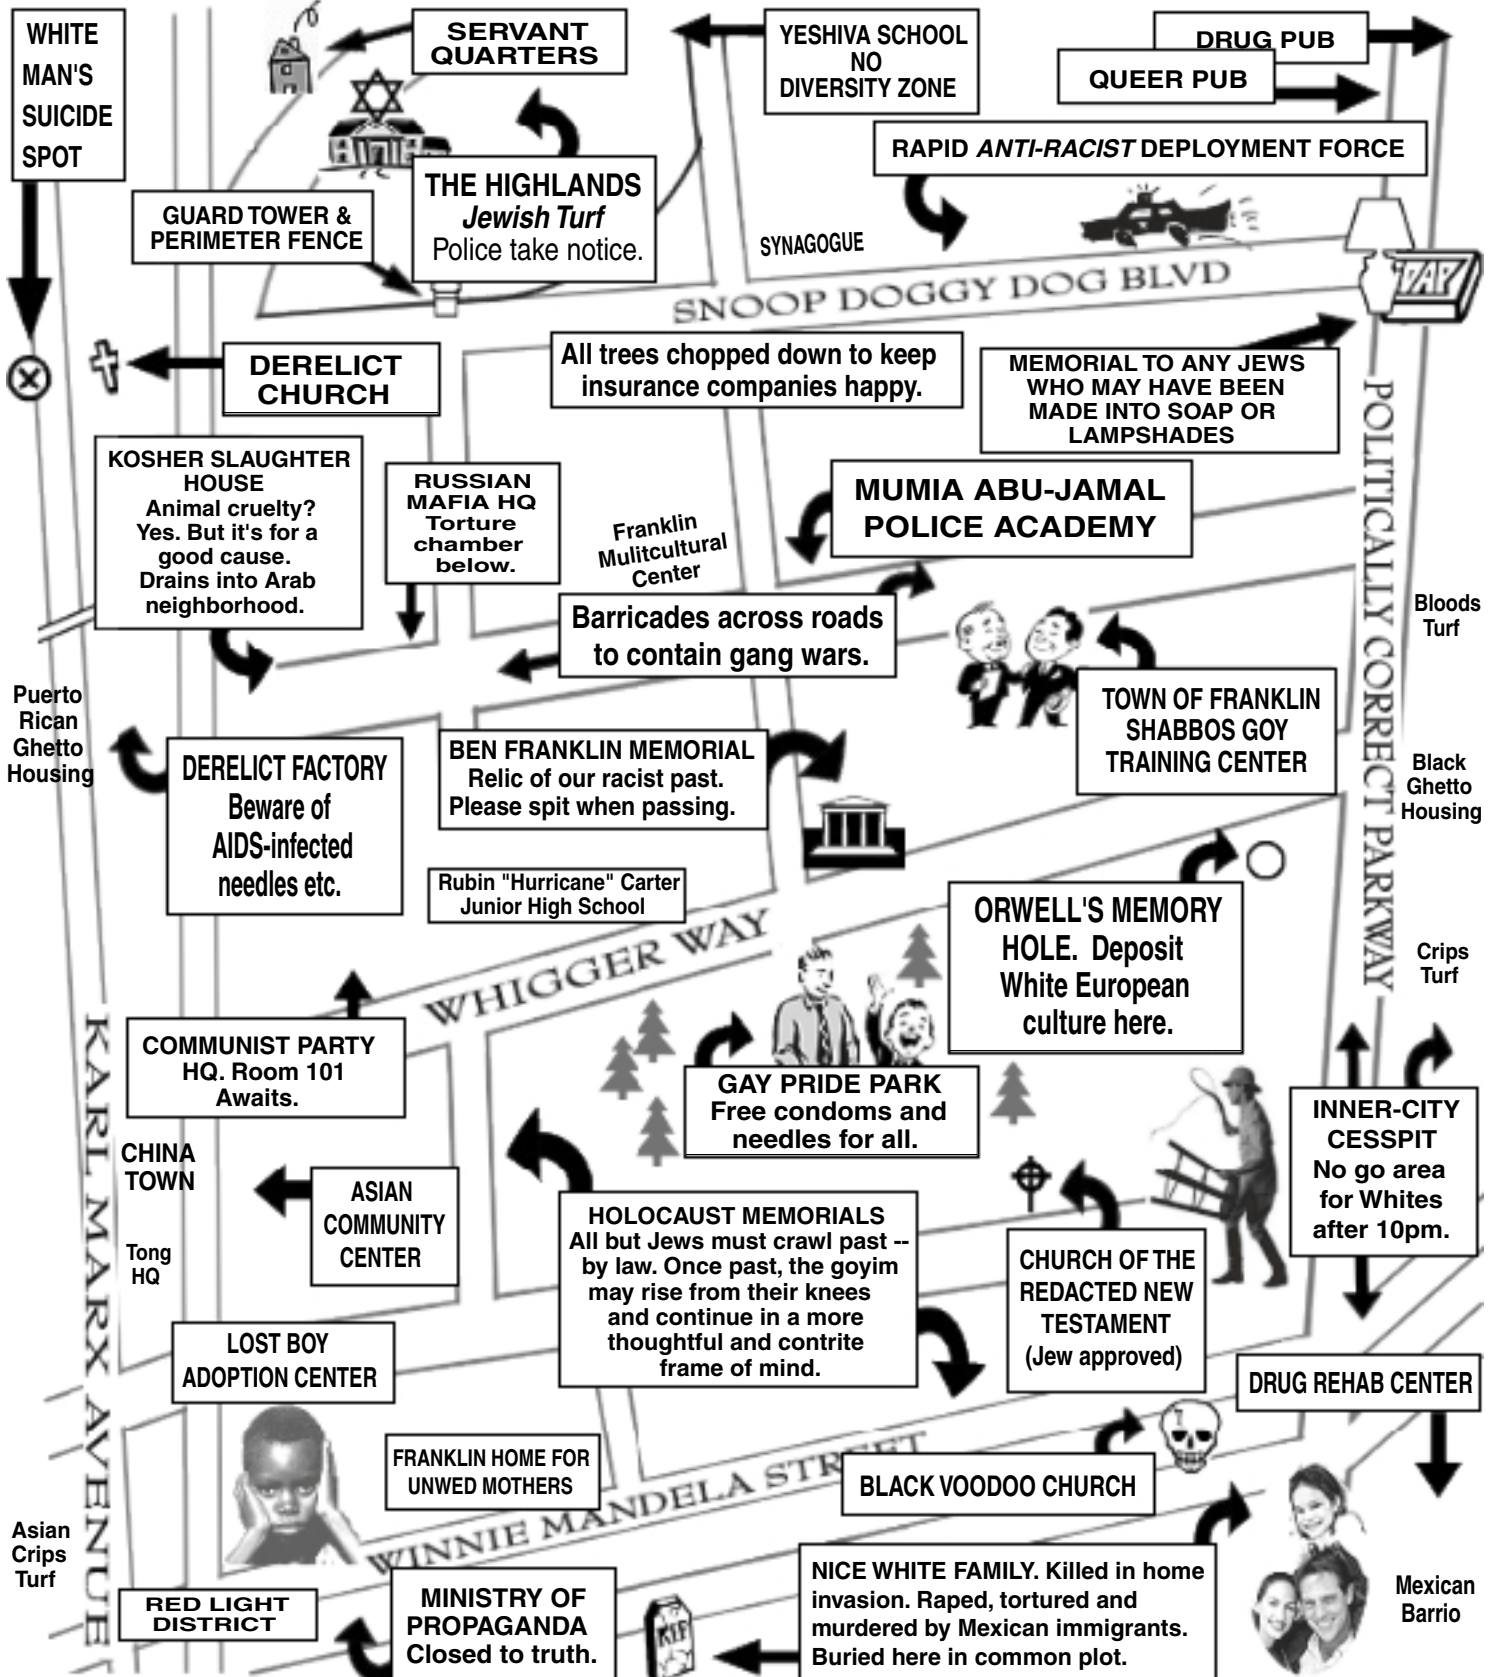 WHITE
MAN'S
SUICIDE
SPOT
SERVANT
QUARTERS
YESHIVA SCHOOL
NO
DIVERSITY ZONE
DRUG PUB
QUEER PUB
RAPID ANTI-RACIST DEPLOYMENT FORCE
THE HIGHLANDS
Jewish Turf
Police take notice.
GUARD TOWER &
PERIMETER FENCE
SYNAGOGUE
SNOOP DOGGY DOG BLVD
DERELICT
CHURCH
All trees chopped down to keep
insurance companies happy.
MEMORIAL TO ANY JEWS
WHO MAY HAVE BEEN
MADE INTO SOAP OR
LAMPSHADES
POLITICALLY CORRECT PARKWAY
KOSHER SLAUGHTER
HOUSE
Animal cruelty?
Yes. But it's for a
good cause.
Drains into Arab
neighborhood.
RUSSIAN
MAFIA HQ
Torture
chamber
below.
Franklin
Mulitcultural
Center
MUMIA ABU-JAMAL
POLICE ACADEMY
Barricades across roads
to contain gang wars.
Bloods
Turf
Puerto
Rican
Ghetto
Housing
TOWN OF FRANKLIN
SHABBOS GOY
TRAINING CENTER
DERELICT FACTORY
Beware of
AIDS-infected
needles etc.
BEN FRANKLIN MEMORIAL
Relic of our racist past.
Please spit when passing.
Black
Ghetto
Housing
Rubin "Hurricane" Carter
Junior High School
WHIGGER WAY
ORWELL'S MEMORY
HOLE. Deposit
White European
culture here.
Crips
Turf
KARL MARX AVENUE
COMMUNIST PARTY
HQ. Room 101
Awaits.
GAY PRIDE PARK
Free condoms and
needles for all.
INNER-CITY
CESSPIT
No go area
for Whites
after 10pm.
CHINA
TOWN
ASIAN
COMMUNITY
CENTER
Tong
HQ
HOLOCAUST MEMORIALS
All but Jews must crawl past --
by law. Once past, the goyim
may rise from their knees
and continue in a more
thoughtful and contrite
frame of mind.
CHURCH OF THE
REDACTED NEW
TESTAMENT
(Jew approved)
LOST BOY
ADOPTION CENTER
DRUG REHAB CENTER
FRANKLIN HOME FOR
UNWED MOTHERS
WINNIE MANDELA STREET
BLACK VOODOO CHURCH
Asian
Crips
Turf
RED LIGHT
DISTRICT
MINISTRY OF
PROPAGANDA
Closed to truth.
RIP
NICE WHITE FAMILY. Killed in home
invasion. Raped, tortured and
murdered by Mexican immigrants.
Buried here in common plot.
Mexican
Barrio